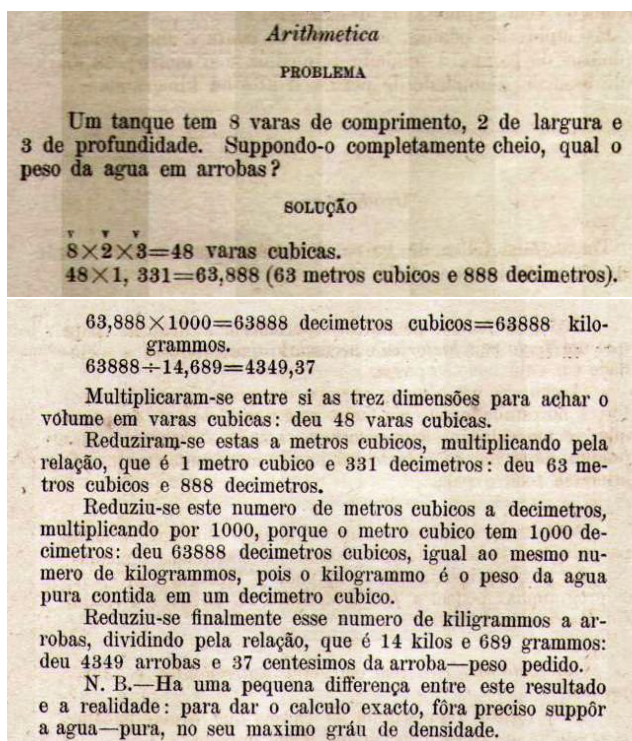 Arithmetica
PROBLEMA
Um tanque tem 8 varas de comprimento, 2 de largura e
3 de profundidade. Suppondo-o completamente cheio, qual o
peso da agua em arrobas?
SOLUÇÃO
v v v
8×2×3=48 varas cubicas.
48×1, 331=63,888 (63 metros cubicos e 888 decimetros).
63,888×1000=63888 decimetros cubicos=63888 kilo-
grammos.
63888÷14,689=4349,37
Multiplicaram-se entre si as trez dimensões para achar o
volume em varas cubicas: deu 48 varas cubicas.
Reduziram-se estas a metros cubicos, multiplicando pela
relação, que é 1 metro cubico e 331 decimetros: deu 63 me-
tros cubicos e 888 decimetros.
Reduziu-se este numero de metros cubicos a decimetros,
multiplicando por 1000, porque o metro cubico tem 1000 de-
cimetros: deu 63888 decimetros cubicos, igual ao mesmo nu-
mero de kilogrammos, pois o kilogrammo é o peso da agua
pura contida em um decimetro cubico.
Reduziu-se finalmente esse numero de kiligrammos a ar-
robas, dividindo pela relação, que é 14 kilos e 689 grammos:
deu 4349 arrobas e 37 centesimos da arroba—peso pedido.
N. B.—Ha uma pequena differença entre este resultado
e a realidade: para dar o calculo exacto, fôra preciso suppôr
a agua—pura, no seu maximo gráu de densidade.